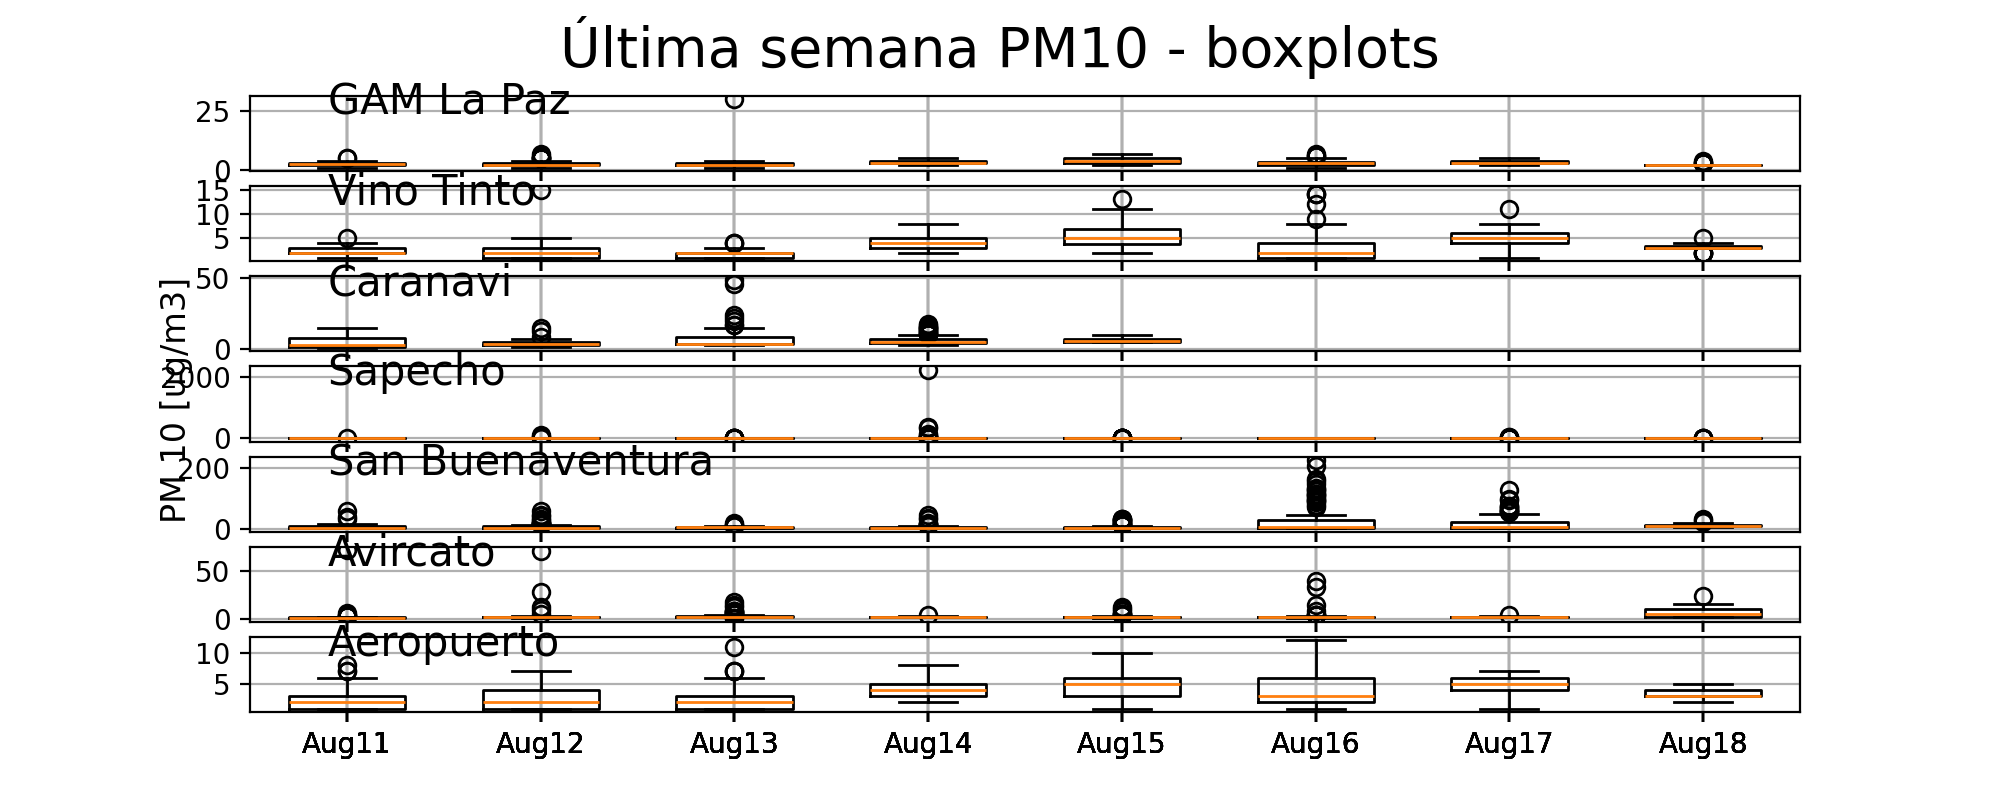 Última semana PM10 - boxplots
GAM La Paz
25
0
Vino Tinto
15
10
5
Caranavi
50
0
PM 10 [ug/m3]
Sapecho
2000
0
San Buenaventura
200
0
Avircato
50
0
Aeropuerto
10
5
Aug11 Aug12 Aug13 Aug14 Aug15 Aug16 Aug17 Aug18